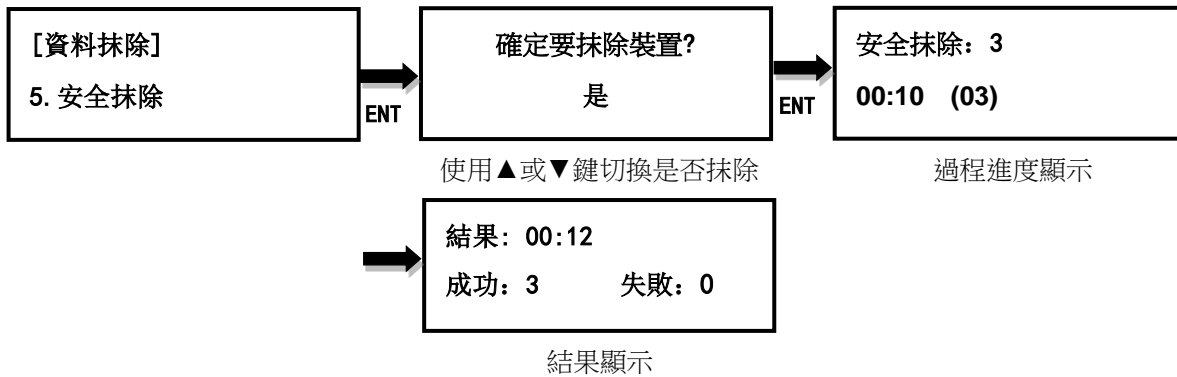 [資料抹除]
5.安全抹除
ENT
確定要抹除裝置?
是
ENT
安全抹除：3
00:10 (03)
使用▲或▼鍵切換是否抹除
過程進度顯示
結果: 00:12
成功：3 失敗：0
結果顯示